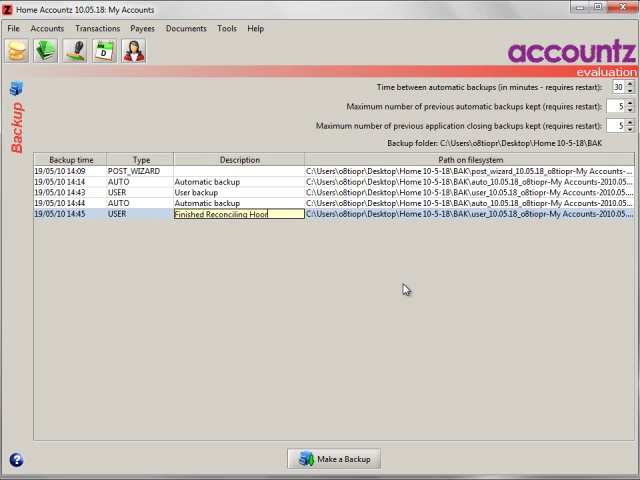 Home Accountz 10.05.18: My Accounts
File Accounts Transactions Payees Documents Tools Help
D
accountz
evaluation
Backup
Time between automatic backups (in minutes - requires restart): 30
Maximum number of previous automatic backups kept (requires restart): 5
Maximum number of previous application closing backups kept (requires restart): 5
Backup folder: C:\Users\o8tiopr\Desktop\Home 10-5-18\BAK
Backup time Type Description Path on filesystem
19/05/10 14:09 POST_WIZARD C:\Users\o8tiopr\Desktop\Home 10-5-18\BAK\post_wizard_10.05.18_o8tiopr-My Accounts-...
19/05/10 14:14 AUTO Automatic backup C:\Users\o8tiopr\Desktop\Home 10-5-18\BAK\auto_10.05.18_o8tiopr-My Accounts-2010.05...
19/05/10 14:43 USER User backup C:\Users\o8tiopr\Desktop\Home 10-5-18\BAK\user_10.05.18_o8tiopr-My Accounts-2010.05...
19/05/10 14:44 AUTO Automatic backup C:\Users\o8tiopr\Desktop\Home 10-5-18\BAK\auto_10.05.18_o8tiopr-My Accounts-2010.05...
19/05/10 14:45 USER Finished Reconciling Hoor C:\Users\o8tiopr\Desktop\Home 10-5-18\BAK\user_10.05.18_o8tiopr-My Accounts-2010.05...
Make a Backup